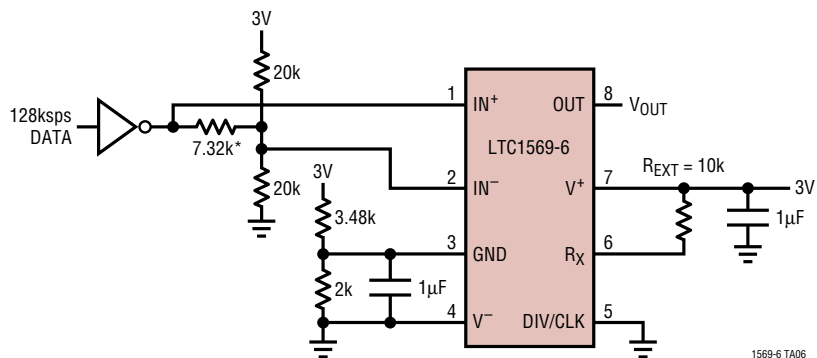 3V
20k
128ksps
DATA
7.32k*
20k
3V
3.48k
2k
1µF
1
IN+
2
IN−
3
GND
4
V−
LTC1569-6
OUT
8
VOUT
V+
7
REXT = 10k
3V
1µF
RX
6
DIV/CLK
5
1569-6 TA06